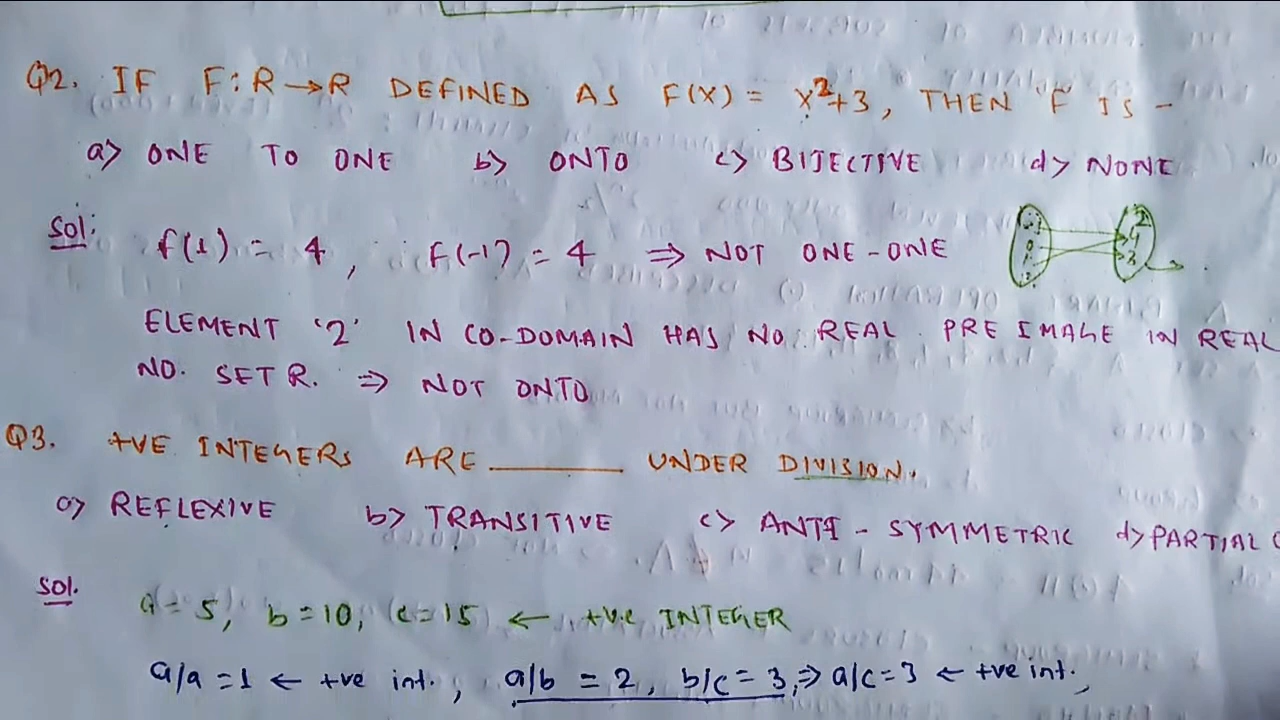 Q2. IF F:R→R DEFINED AS F(X) = X²+3, THEN F IS -
a> ONE TO ONE b> ONTO c> BIJECTIVE d> NONE
Sol: f(1) = 4, F(-1) = 4 ⇒ NOT ONE-ONE
ELEMENT '2' IN CO-DOMAIN HAS NO REAL PRE IMAGE IN REAL
NO. SET R. ⇒ NOT ONTO
Q3. +VE INTEGERS ARE ______ UNDER DIVISION.
a> REFLEXIVE b> TRANSITIVE c> ANTI-SYMMETRIC d> PARTIAL
Sol. a = 5, b = 10, c = 15 ← +ve INTEGER
a/a = 1 ← +ve int., a/b = 2, b/c = 3, ⇒ a/c = 3 ← +ve int.,